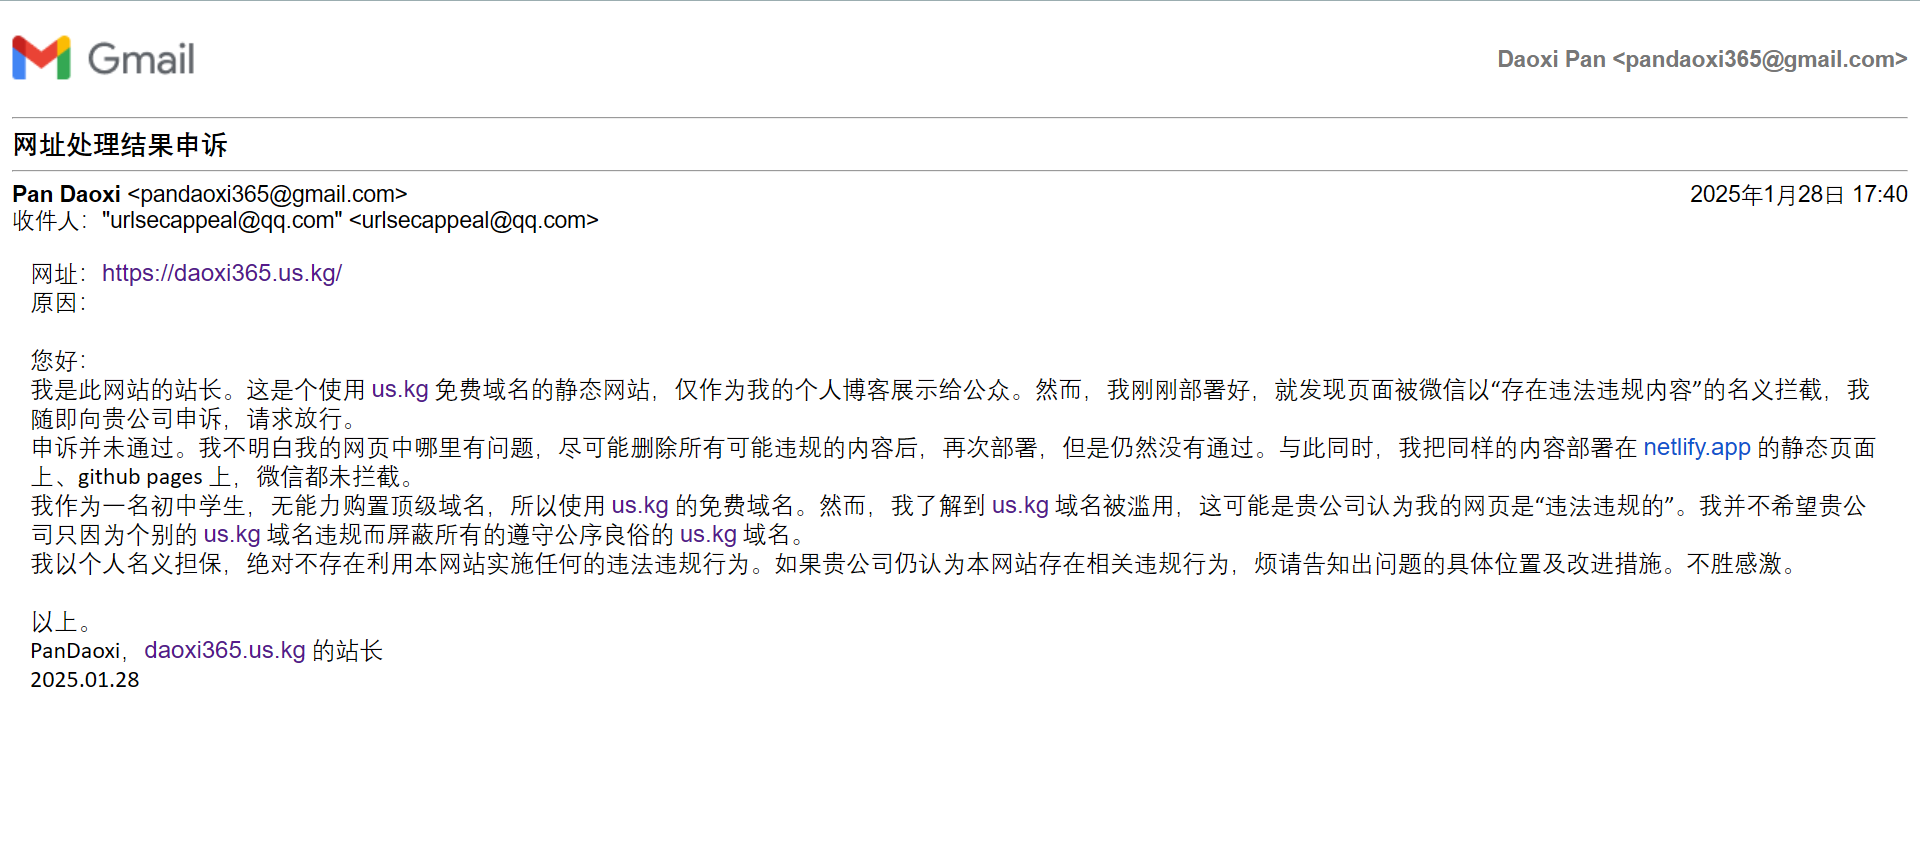 Gmail
Daoxi Pan <pandaoxi365@gmail.com>
网址处理结果申诉
Pan Daoxi <pandaoxi365@gmail.com>
2025年1月28日 17:40
收件人："urlsecappeal@qq.com" <urlsecappeal@qq.com>
网址：https://daoxi365.us.kg/
原因：
您好：
我是此网站的站长。这是个使用 us.kg 免费域名的静态网站，仅作为我的个人博客展示给公众。然而，我刚刚部署好，就发现页面被微信以“存在违法违规内容”的名义拦截，我
随即向贵公司申诉，请求放行。
申诉并未通过。我不明白我的网页中哪里有问题，尽可能删除所有可能违规的内容后，再次部署，但是仍然没有通过。与此同时，我把同样的内容部署在 netlify.app 的静态页面
上、github pages 上，微信都未拦截。
我作为一名初中学生，无能力购置顶级域名，所以使用 us.kg 的免费域名。然而，我了解到 us.kg 域名被滥用，这可能是贵公司认为我的网页是“违法违规的”。我并不希望贵公
司只因为个别的 us.kg 域名违规而屏蔽所有的遵守公序良俗的 us.kg 域名。
我以个人名义担保，绝对不存在利用本网站实施任何的违法违规行为。如果贵公司仍认为本网站存在相关违规行为，烦请告知出问题的具体位置及改进措施。不胜感激。
以上。
PanDaoxi，daoxi365.us.kg 的站长
2025.01.28